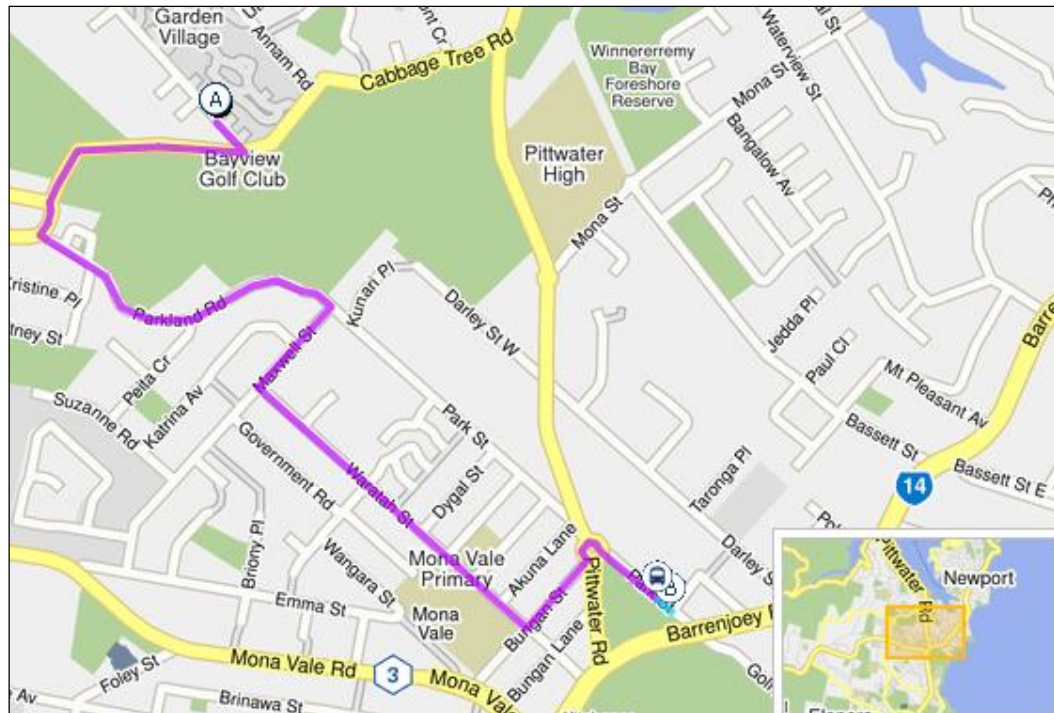 Garden
Village
Annam Rd
Cabbage Tree Rd
Winnererremy
Bay
Foreshore
Reserve
Mona St
Waterview St
A
Bayview
Golf Club
Pittwater
High
Bangalow Av
Mona St
Kristine Pl
Parkland Rd
Kunari Pl
Darley St W
Jedda Pl
Paul Cl
Mt Pleasant Av
Maxwell St
Peita Cr
Katrina Av
Suzanne Rd
Government Rd
Park St
Bassett St
Bassett St E
14
Waratah St
Dygal St
Taronga Pl
Briony Pl
Wangara St
Mona Vale
Primary
Akuna Lane
Darley S
Emma St
Mona
Vale
Bungan St
Bungan Lane
Pittwater Rd
Barrenjoey
Foley St
Mona Vale Rd
3
Mona V
Brinawa St
Pittwater Rd
Newport